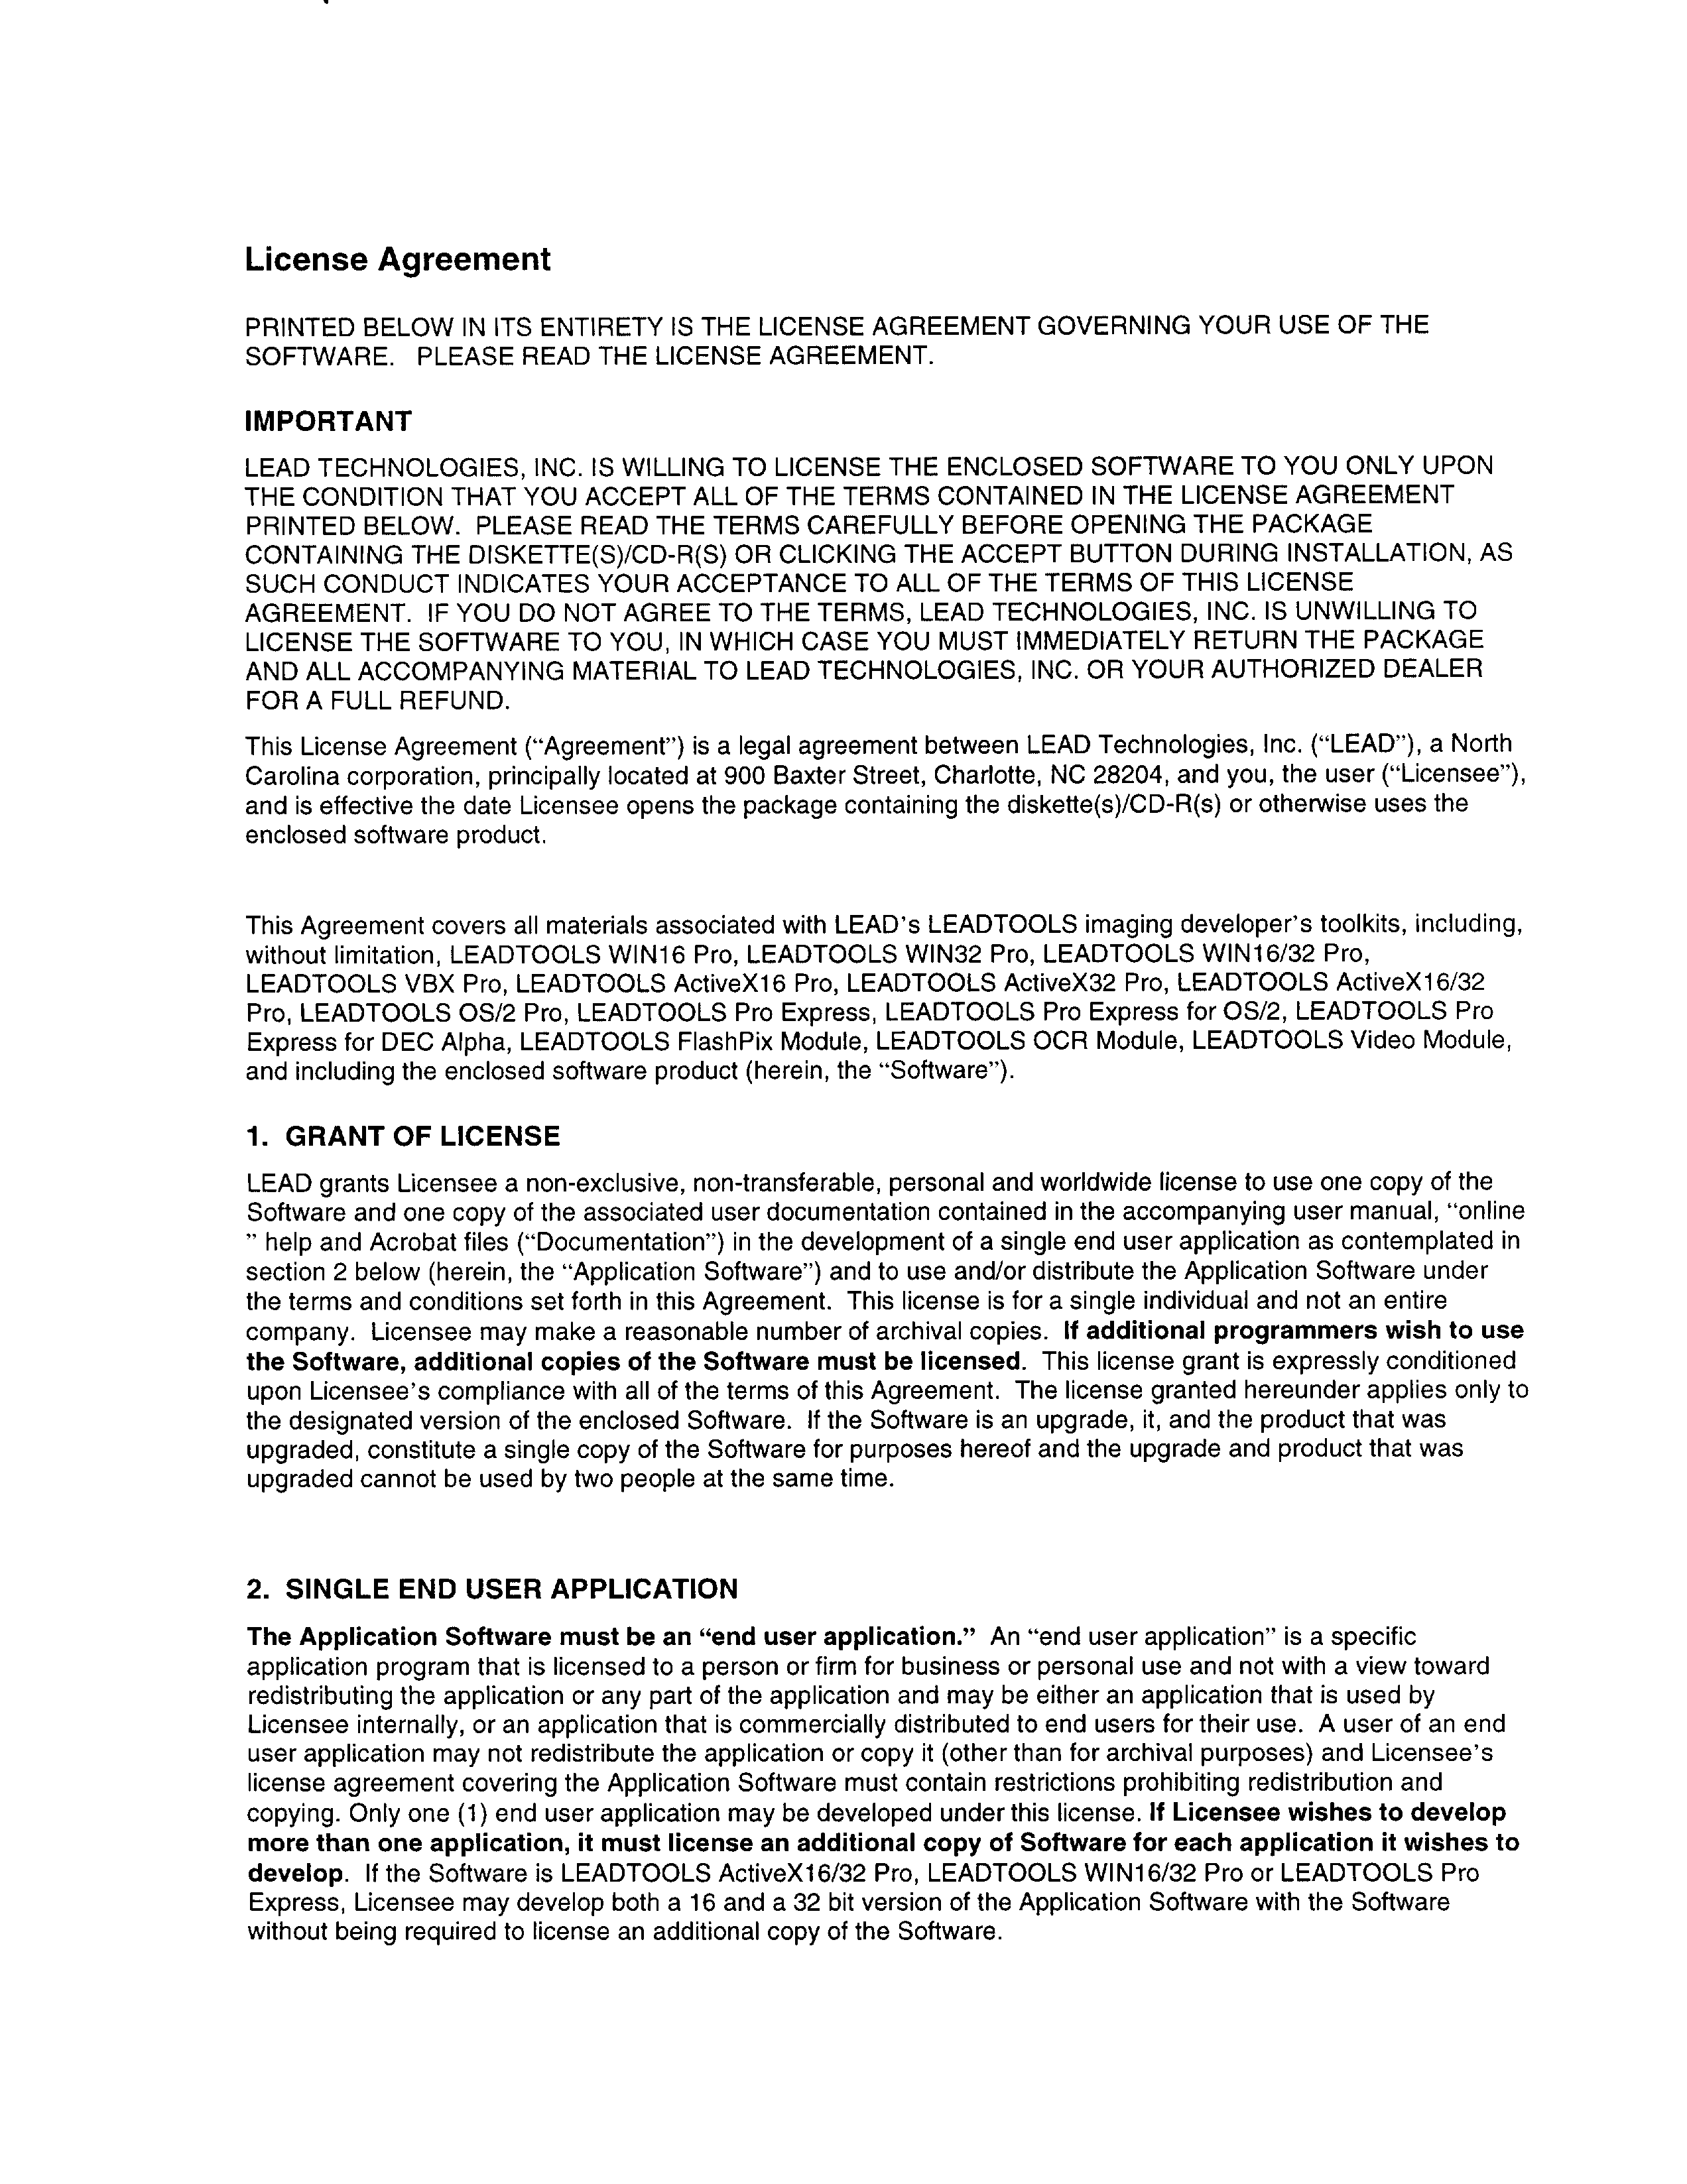 License Agreement
PRINTED BELOW IN ITS ENTIRETY IS THE LICENSE AGREEMENT GOVERNING YOUR USE OF THE
SOFTWARE. PLEASE READ THE LICENSE AGREEMENT.
IMPORTANT
LEAD TECHNOLOGIES, INC. IS WILLING TO LICENSE THE ENCLOSED SOFTWARE TO YOU ONLY UPON
THE CONDITION THAT YOU ACCEPT ALL OF THE TERMS CONTAINED IN THE LICENSE AGREEMENT
PRINTED BELOW. PLEASE READ THE TERMS CAREFULLY BEFORE OPENING THE PACKAGE
CONTAINING THE DISKETTE(S)/CD-R(S) OR CLICKING THE ACCEPT BUTTON DURING INSTALLATION, AS
SUCH CONDUCT INDICATES YOUR ACCEPTANCE TO ALL OF THE TERMS OF THIS LICENSE
AGREEMENT. IF YOU DO NOT AGREE TO THE TERMS, LEAD TECHNOLOGIES, INC. IS UNWILLING TO
LICENSE THE SOFTWARE TO YOU, IN WHICH CASE YOU MUST IMMEDIATELY RETURN THE PACKAGE
AND ALL ACCOMPANYING MATERIAL TO LEAD TECHNOLOGIES, INC. OR YOUR AUTHORIZED DEALER
FOR A FULL REFUND.
This License Agreement (“Agreement”) is a legal agreement between LEAD Technologies, Inc. (“LEAD”), a North
Carolina corporation, principally located at 900 Baxter Street, Charlotte, NC 28204, and you, the user (“Licensee”),
and is effective the date Licensee opens the package containing the diskette(s)/CD-R(s) or otherwise uses the
enclosed software product.
This Agreement covers all materials associated with LEAD's LEADTOOLS imaging developer's toolkits, including,
without limitation, LEADTOOLS WIN16 Pro, LEADTOOLS WIN32 Pro, LEADTOOLS WIN16/32 Pro,
LEADTOOLS VBX Pro, LEADTOOLS ActiveX16 Pro, LEADTOOLS ActiveX32 Pro, LEADTOOLS ActiveX16/32
Pro, LEADTOOLS OS/2 Pro, LEADTOOLS Pro Express, LEADTOOLS Pro Express for OS/2, LEADTOOLS Pro
Express for DEC Alpha, LEADTOOLS FlashPix Module, LEADTOOLS OCR Module, LEADTOOLS Video Module,
and including the enclosed software product (herein, the “Software”).
1. GRANT OF LICENSE
LEAD grants Licensee a non-exclusive, non-transferable, personal and worldwide license to use one copy of the
Software and one copy of the associated user documentation contained in the accompanying user manual, “online
” help and Acrobat files (“Documentation”) in the development of a single end user application as contemplated in
section 2 below (herein, the “Application Software”) and to use and/or distribute the Application Software under
the terms and conditions set forth in this Agreement. This license is for a single individual and not an entire
company. Licensee may make a reasonable number of archival copies. If additional programmers wish to use
the Software, additional copies of the Software must be licensed. This license grant is expressly conditioned
upon Licensee's compliance with all of the terms of this Agreement. The license granted hereunder applies only to
the designated version of the enclosed Software. If the Software is an upgrade, it, and the product that was
upgraded, constitute a single copy of the Software for purposes hereof and the upgrade and product that was
upgraded cannot be used by two people at the same time.
2. SINGLE END USER APPLICATION
The Application Software must be an “end user application.” An “end user application” is a specific
application program that is licensed to a person or firm for business or personal use and not with a view toward
redistributing the application or any part of the application and may be either an application that is used by
Licensee internally, or an application that is commercially distributed to end users for their use. A user of an end
user application may not redistribute the application or copy it (other than for archival purposes) and Licensee's
license agreement covering the Application Software must contain restrictions prohibiting redistribution and
copying. Only one (1) end user application may be developed under this license. If Licensee wishes to develop
more than one application, it must license an additional copy of Software for each application it wishes to
develop. If the Software is LEADTOOLS ActiveX16/32 Pro, LEADTOOLS WIN16/32 Pro or LEADTOOLS Pro
Express, Licensee may develop both a 16 and a 32 bit version of the Application Software with the Software
without being required to license an additional copy of the Software.